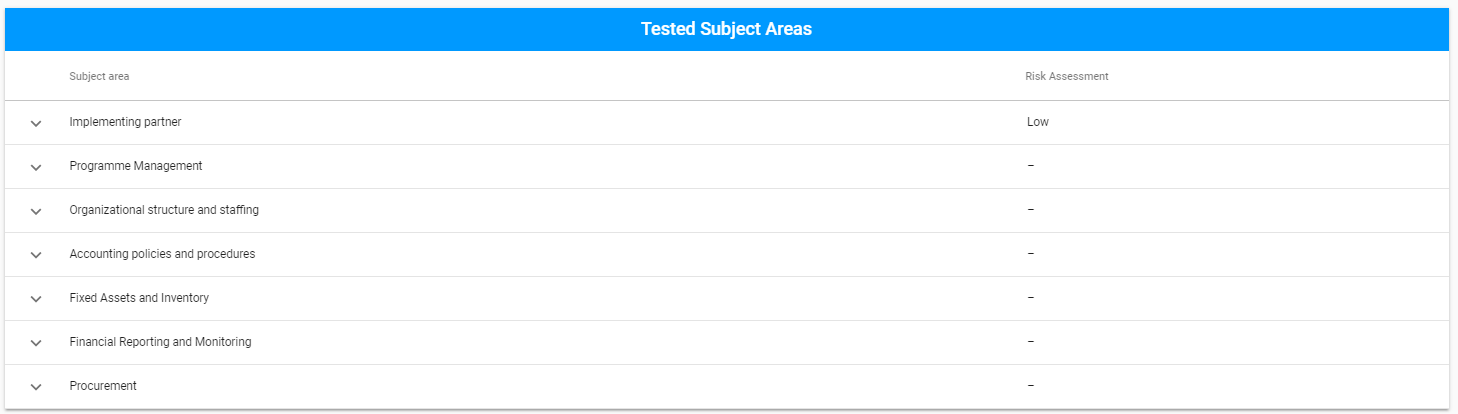 Tested Subject Areas
Subject area Risk Assessment
Implementing partner Low
Programme Management –
Organizational structure and staffing –
Accounting policies and procedures –
Fixed Assets and Inventory –
Financial Reporting and Monitoring –
Procurement –